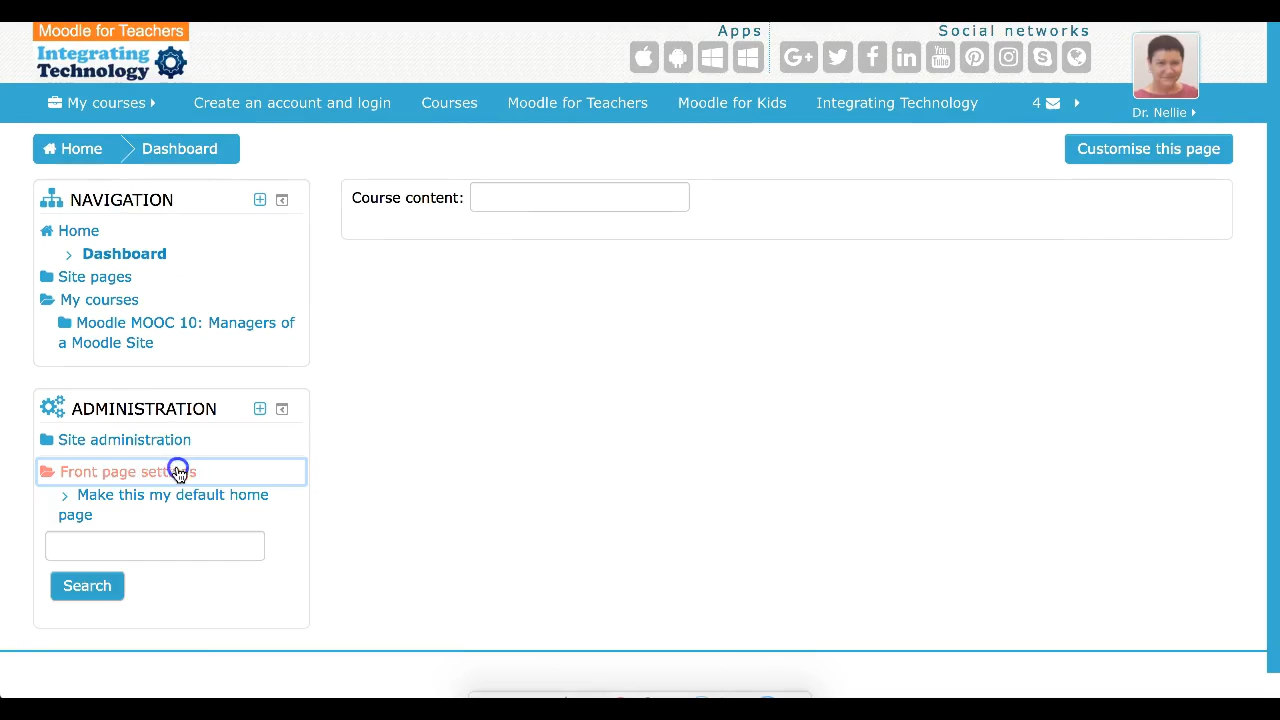 Moodle for Teachers
Integrating
Technology
Apps
Social networks
G+
in
You
Tube
Dr. Nellie
My courses
Create an account and login
Courses
Moodle for Teachers
Moodle for Kids
Integrating Technology
4
Home
Dashboard
Customise this page
NAVIGATION
Home
Dashboard
Site pages
My courses
Moodle MOOC 10: Managers of
a Moodle Site
Course content:
ADMINISTRATION
Site administration
Front page settings
Make this my default home
page
Search